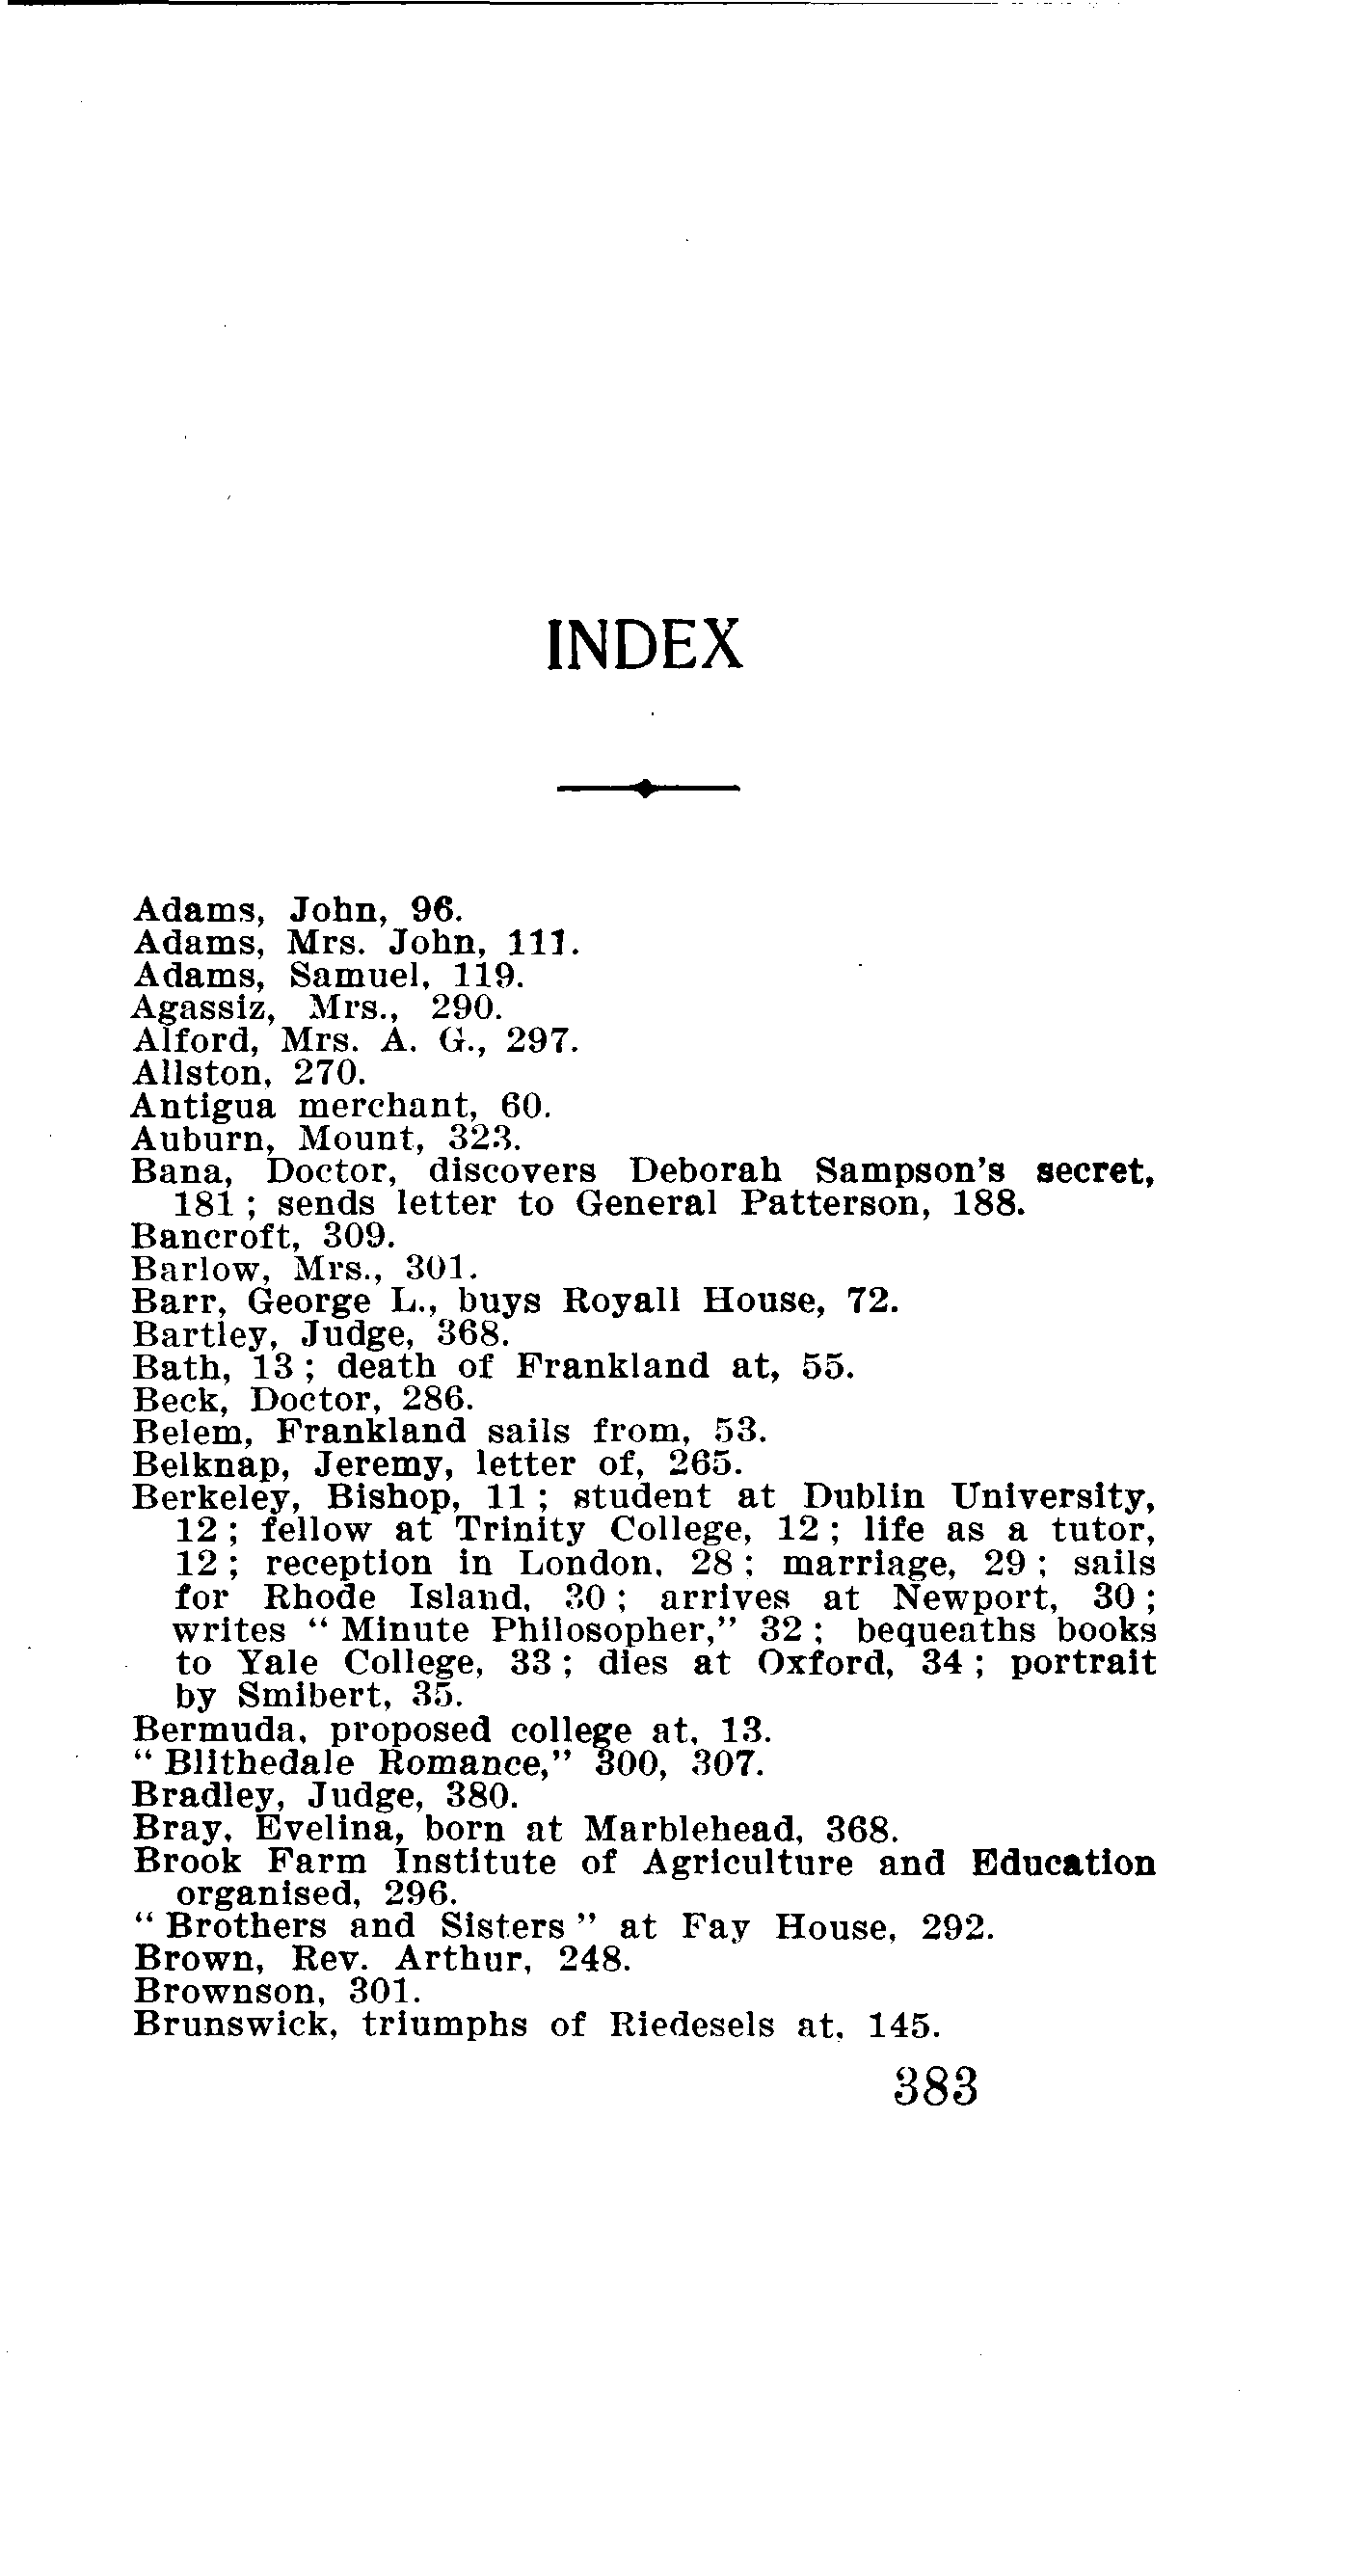 INDEX
Adams, John, 96.
Adams, Mrs. John, 111.
Adams, Samuel, 119.
Agassiz, Mrs., 290.
Alford, Mrs. A. G., 297.
Allston, 270.
Antigua merchant, 60.
Auburn, Mount, 323.
Bana, Doctor, discovers Deborah Sampson's secret,
181 ; sends letter to General Patterson, 188.
Bancroft, 309.
Barlow, Mrs., 301.
Barr, George L., buys Royall House, 72.
Bartley, Judge, 368.
Bath, 13 ; death of Frankland at, 55.
Beck, Doctor, 286.
Belem, Frankland sails from, 53.
Belknap, Jeremy, letter of, 265.
Berkeley, Bishop, 11 ; student at Dublin University,
12 ; fellow at Trinity College, 12 ; life as a tutor,
12 ; reception in London, 28 ; marriage, 29 ; sails
for Rhode Island, 30 ; arrives at Newport, 30 ;
writes “ Minute Philosopher,” 32 ; bequeaths books
to Yale College, 33 ; dies at Oxford, 34 ; portrait
by Smibert, 35.
Bermuda, proposed college at, 13.
“ Blithedale Romance,” 300, 307.
Bradley, Judge, 380.
Bray, Evelina, born at Marblehead, 368.
Brook Farm Institute of Agriculture and Education
organised, 296.
“ Brothers and Sisters ” at Fay House, 292.
Brown, Rev. Arthur, 248.
Brownson, 301.
Brunswick, triumphs of Riedesels at, 145.
383